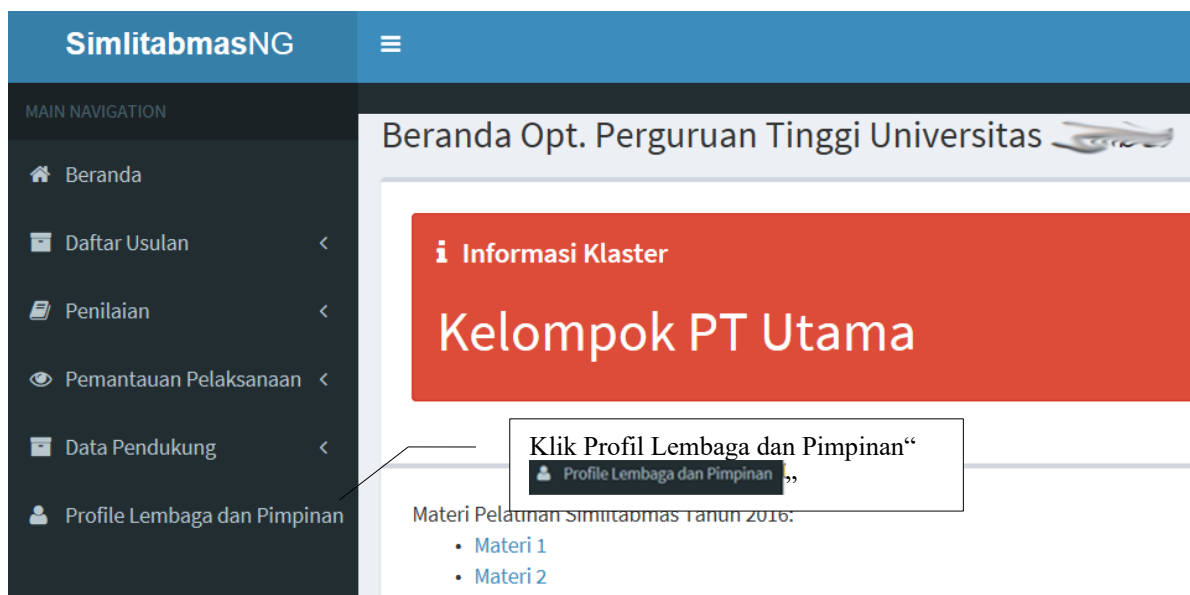 SimlitabmasNG
MAIN NAVIGATION
Beranda
Daftar Usulan
Penilaian
Pemantauan Pelaksanaan
Data Pendukung
Profile Lembaga dan Pimpinan
Beranda Opt. Perguruan Tinggi Universitas
Informasi Klaster
Kelompok PT Utama
Klik Profil Lembaga dan Pimpinan“
Profile Lembaga dan Pimpinan ”
Materi Pelatihan Simlitabmas Tahun 2016:
• Materi 1
• Materi 2